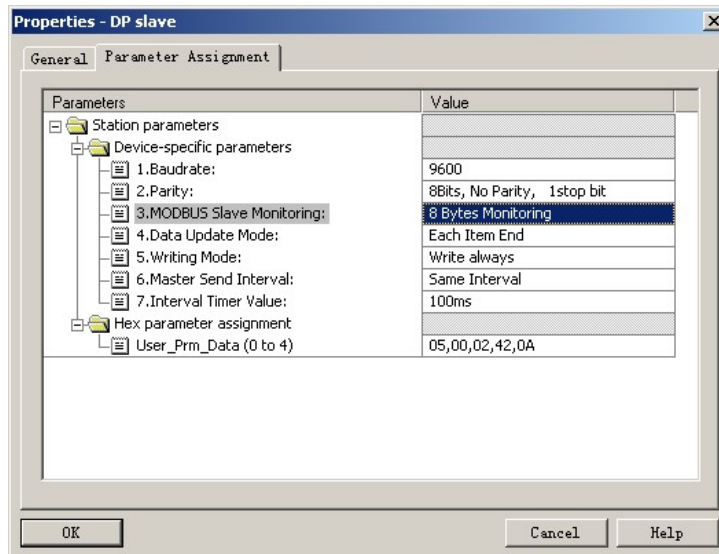 Properties - DP slave
General Parameter Assignment
Parameters Value
Station parameters
Device-specific parameters
1.Baudrate: 9600
2.Parity: 8Bits, No Parity, 1stop bit
3.MODBUS Slave Monitoring: 8 Bytes Monitoring
4.Data Update Mode: Each Item End
5.Writing Mode: Write always
6.Master Send Interval: Same Interval
7.Interval Timer Value: 100ms
Hex parameter assignment
User_Prm_Data (0 to 4) 05,00,02,42,0A
OK Cancel Help